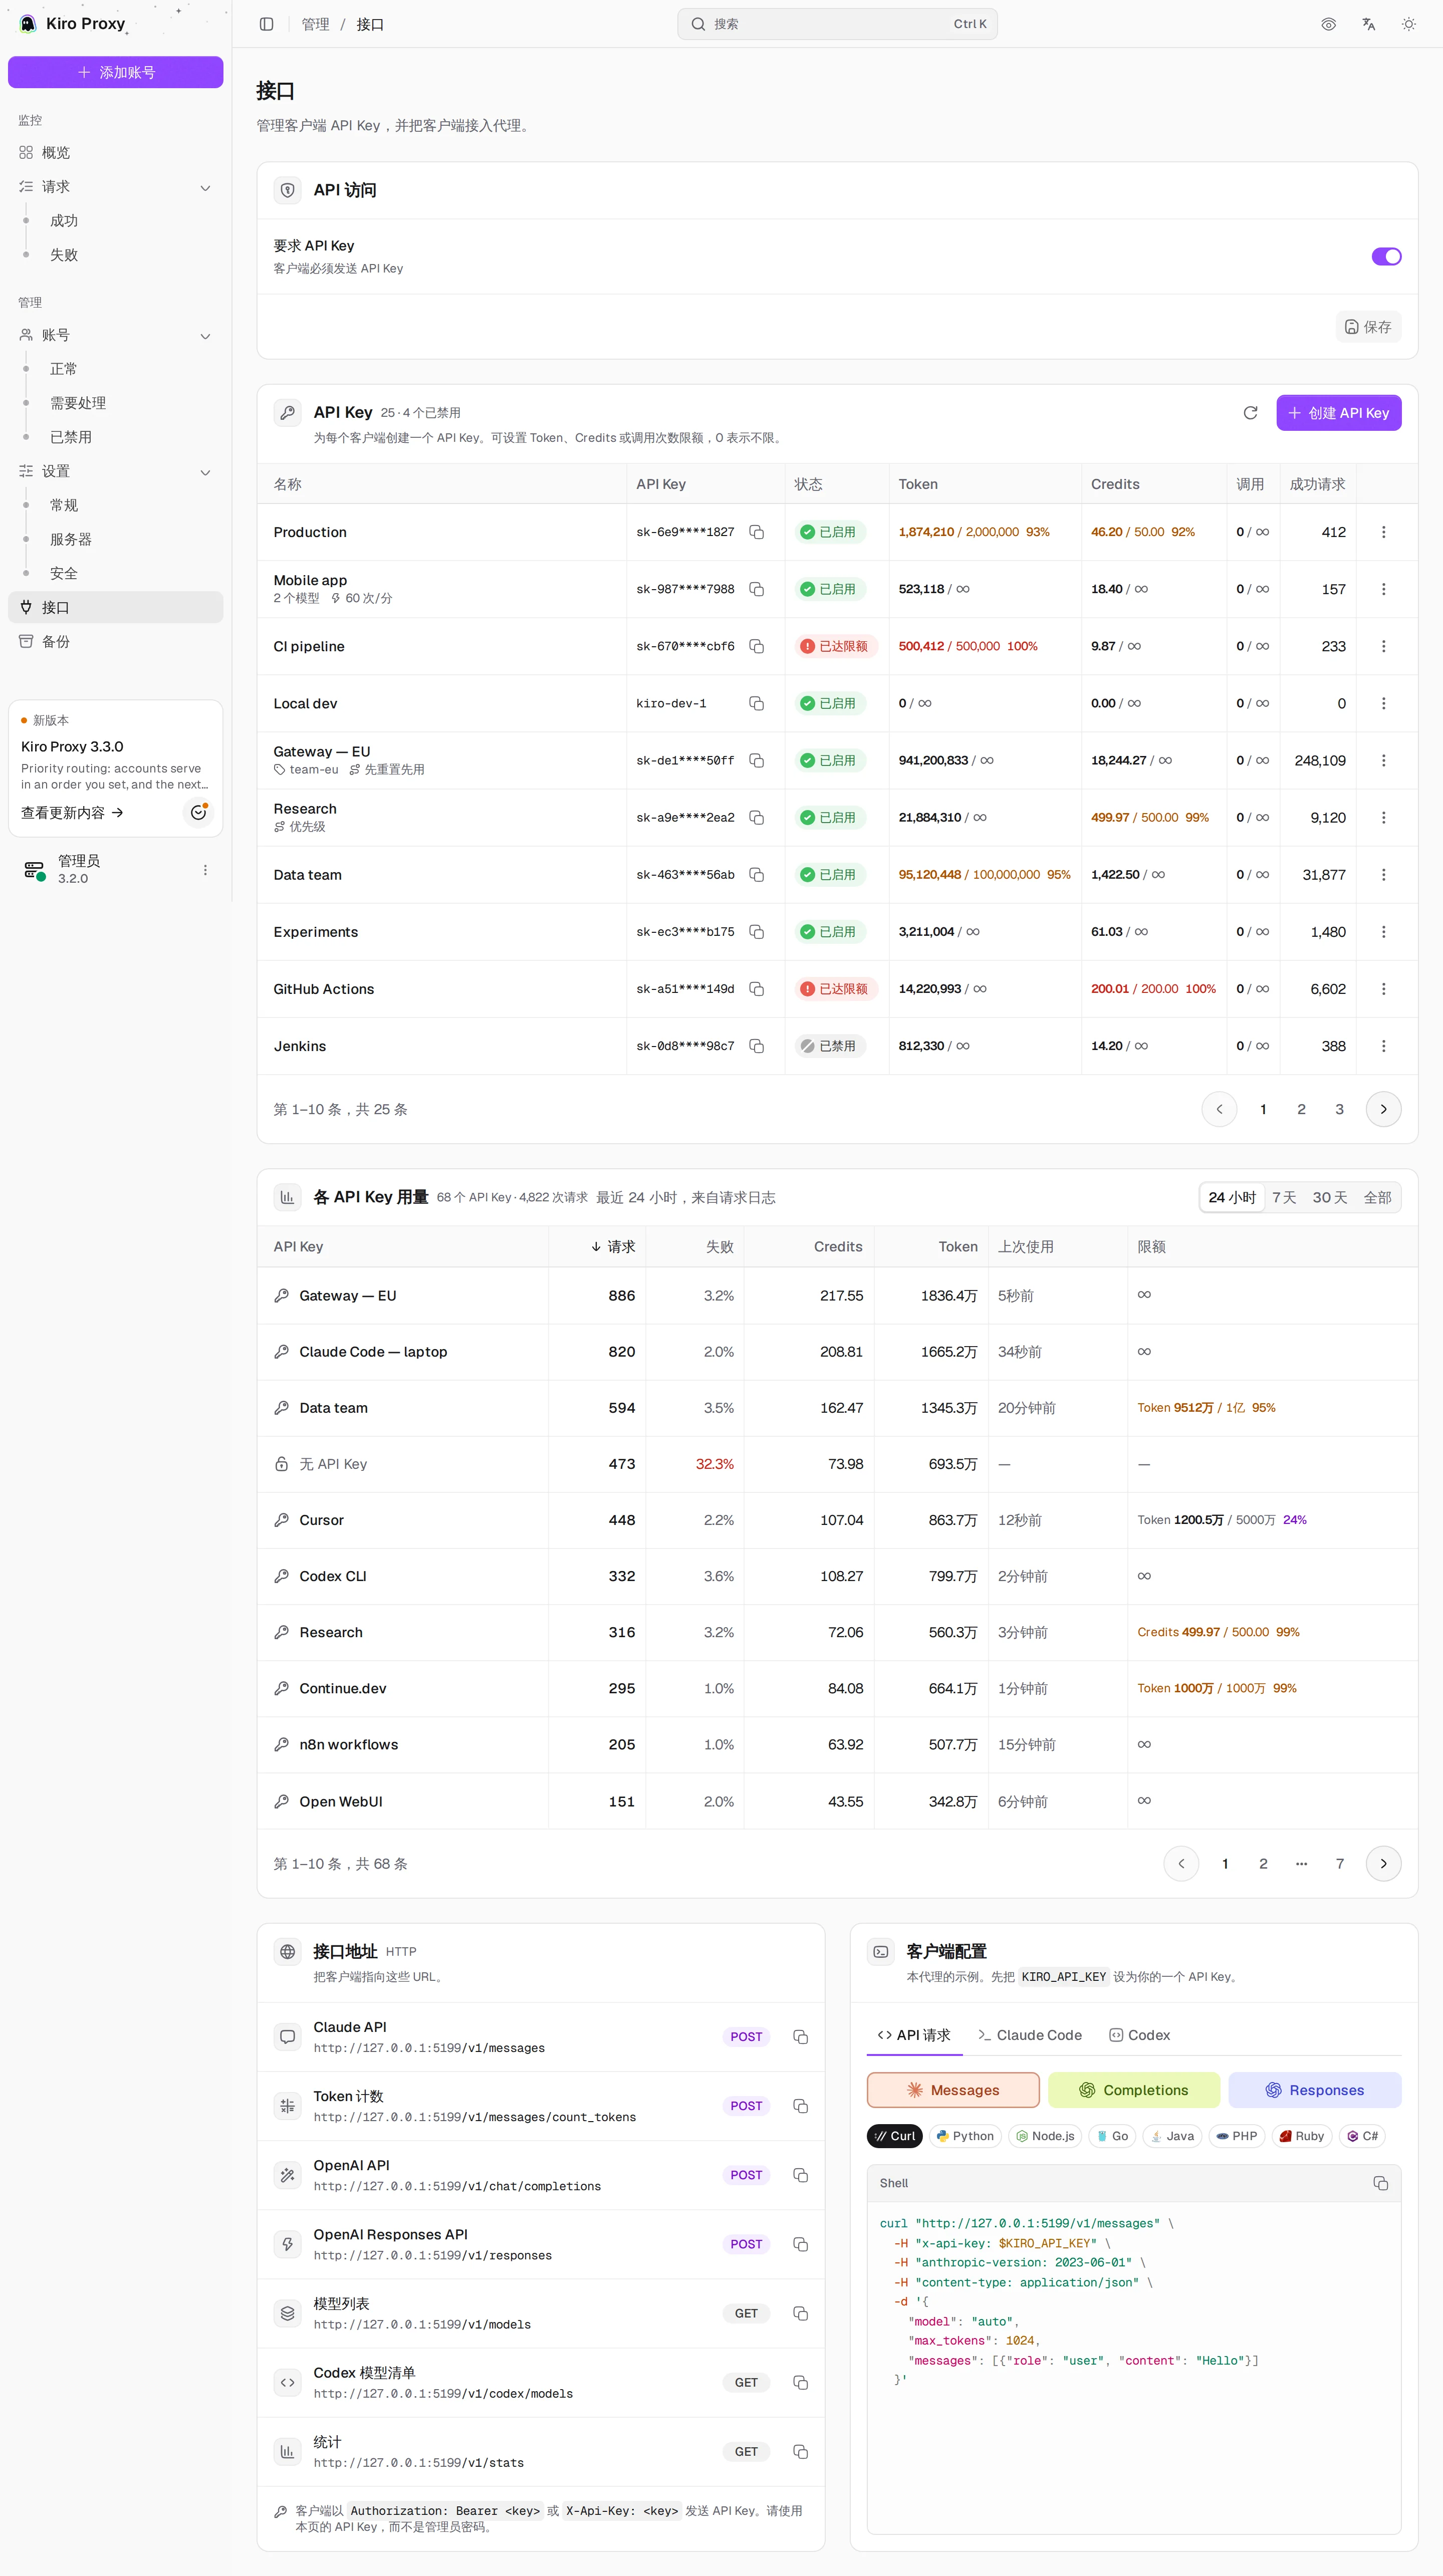 Kiro Proxy
管理 / 接口
搜索 Ctrl K
添加账号
监控
概览
请求
成功
失败
管理
账号
正常
需要处理
已禁用
设置
常规
服务器
安全
接口
备份
新版本
Kiro Proxy 3.3.0
Priority routing: accounts serve
in an order you set, and the next...
查看更新内容 →
管理员
3.2.0
接口
管理客户端 API Key，并把客户端接入代理。
API 访问
要求 API Key
客户端必须发送 API Key
保存
API Key 25 · 4 个已禁用
为每个客户端创建一个 API Key。可设置 Token、Credits 或调用次数限额，0 表示不限。
创建 API Key
名称 API Key 状态 Token Credits 调用 成功请求
Production sk-6e9****1827 已启用 1,874,210 / 2,000,000 93% 46.20 / 50.00 92% 0 / ∞ 412
Mobile app
2 个模型 60 次/分
sk-987****7988 已启用 523,118 / ∞ 18.40 / ∞ 0 / ∞ 157
CI pipeline sk-670****cbf6 已达限额 500,412 / 500,000 100% 9.87 / ∞ 0 / ∞ 233
Local dev kiro-dev-1 已启用 0 / ∞ 0.00 / ∞ 0 / ∞ 0
Gateway — EU
team-eu 先重置先用
sk-de1****50ff 已启用 941,200,833 / ∞ 18,244.27 / ∞ 0 / ∞ 248,109
Research
优先级
sk-a9e****2ea2 已启用 21,884,310 / ∞ 499.97 / 500.00 99% 0 / ∞ 9,120
Data team sk-463****56ab 已启用 95,120,448 / 100,000,000 95% 1,422.50 / ∞ 0 / ∞ 31,877
Experiments sk-ec3****b175 已启用 3,211,004 / ∞ 61.03 / ∞ 0 / ∞ 1,480
GitHub Actions sk-a51****149d 已达限额 14,220,993 / ∞ 200.01 / 200.00 100% 0 / ∞ 6,602
Jenkins sk-0d8****98c7 已禁用 812,330 / ∞ 14.20 / ∞ 0 / ∞ 388
第 1–10 条，共 25 条 1 2 3
各 API Key 用量 68 个 API Key · 4,822 次请求 最近 24 小时，来自请求日志
24 小时 7 天 30 天 全部
API Key ↓ 请求 失败 Credits Token 上次使用 限额
Gateway — EU 886 3.2% 217.55 1836.4万 5秒前 ∞
Claude Code — laptop 820 2.0% 208.81 1665.2万 34秒前 ∞
Data team 594 3.5% 162.47 1345.3万 20分钟前 Token 9512万 / 1亿 95%
无 API Key 473 32.3% 73.98 693.5万 — —
Cursor 448 2.2% 107.04 863.7万 12秒前 Token 1200.5万 / 5000万 24%
Codex CLI 332 3.6% 108.27 799.7万 2分钟前 ∞
Research 316 3.2% 72.06 560.3万 3分钟前 Credits 499.97 / 500.00 99%
Continue.dev 295 1.0% 84.08 664.1万 1分钟前 Token 1000万 / 1000万 99%
n8n workflows 205 1.0% 63.92 507.7万 15分钟前 ∞
Open WebUI 151 2.0% 43.55 342.8万 6分钟前 ∞
第 1–10 条，共 68 条 1 2 ··· 7
接口地址 HTTP
把客户端指向这些 URL。
Claude API
http://127.0.0.1:5199/v1/messages
POST
Token 计数
http://127.0.0.1:5199/v1/messages/count_tokens
POST
OpenAI API
http://127.0.0.1:5199/v1/chat/completions
POST
OpenAI Responses API
http://127.0.0.1:5199/v1/responses
POST
模型列表
http://127.0.0.1:5199/v1/models
GET
Codex 模型清单
http://127.0.0.1:5199/v1/codex/models
GET
统计
http://127.0.0.1:5199/v1/stats
GET
客户端以 Authorization: Bearer <key> 或 X-Api-Key: <key> 发送 API Key。请使用
本页的 API Key，而不是管理员密码。
客户端配置
本代理的示例。先把 KIRO_API_KEY 设为你的一个 API Key。
API 请求 Claude Code Codex
Messages Completions Responses
Curl Python Node.js Go Java PHP Ruby C#
Shell
curl "http://127.0.0.1:5199/v1/messages" \
-H "x-api-key: $KIRO_API_KEY" \
-H "anthropic-version: 2023-06-01" \
-H "content-type: application/json" \
-d '{
"model": "auto",
"max_tokens": 1024,
"messages": [{"role": "user", "content": "Hello"}]
}'